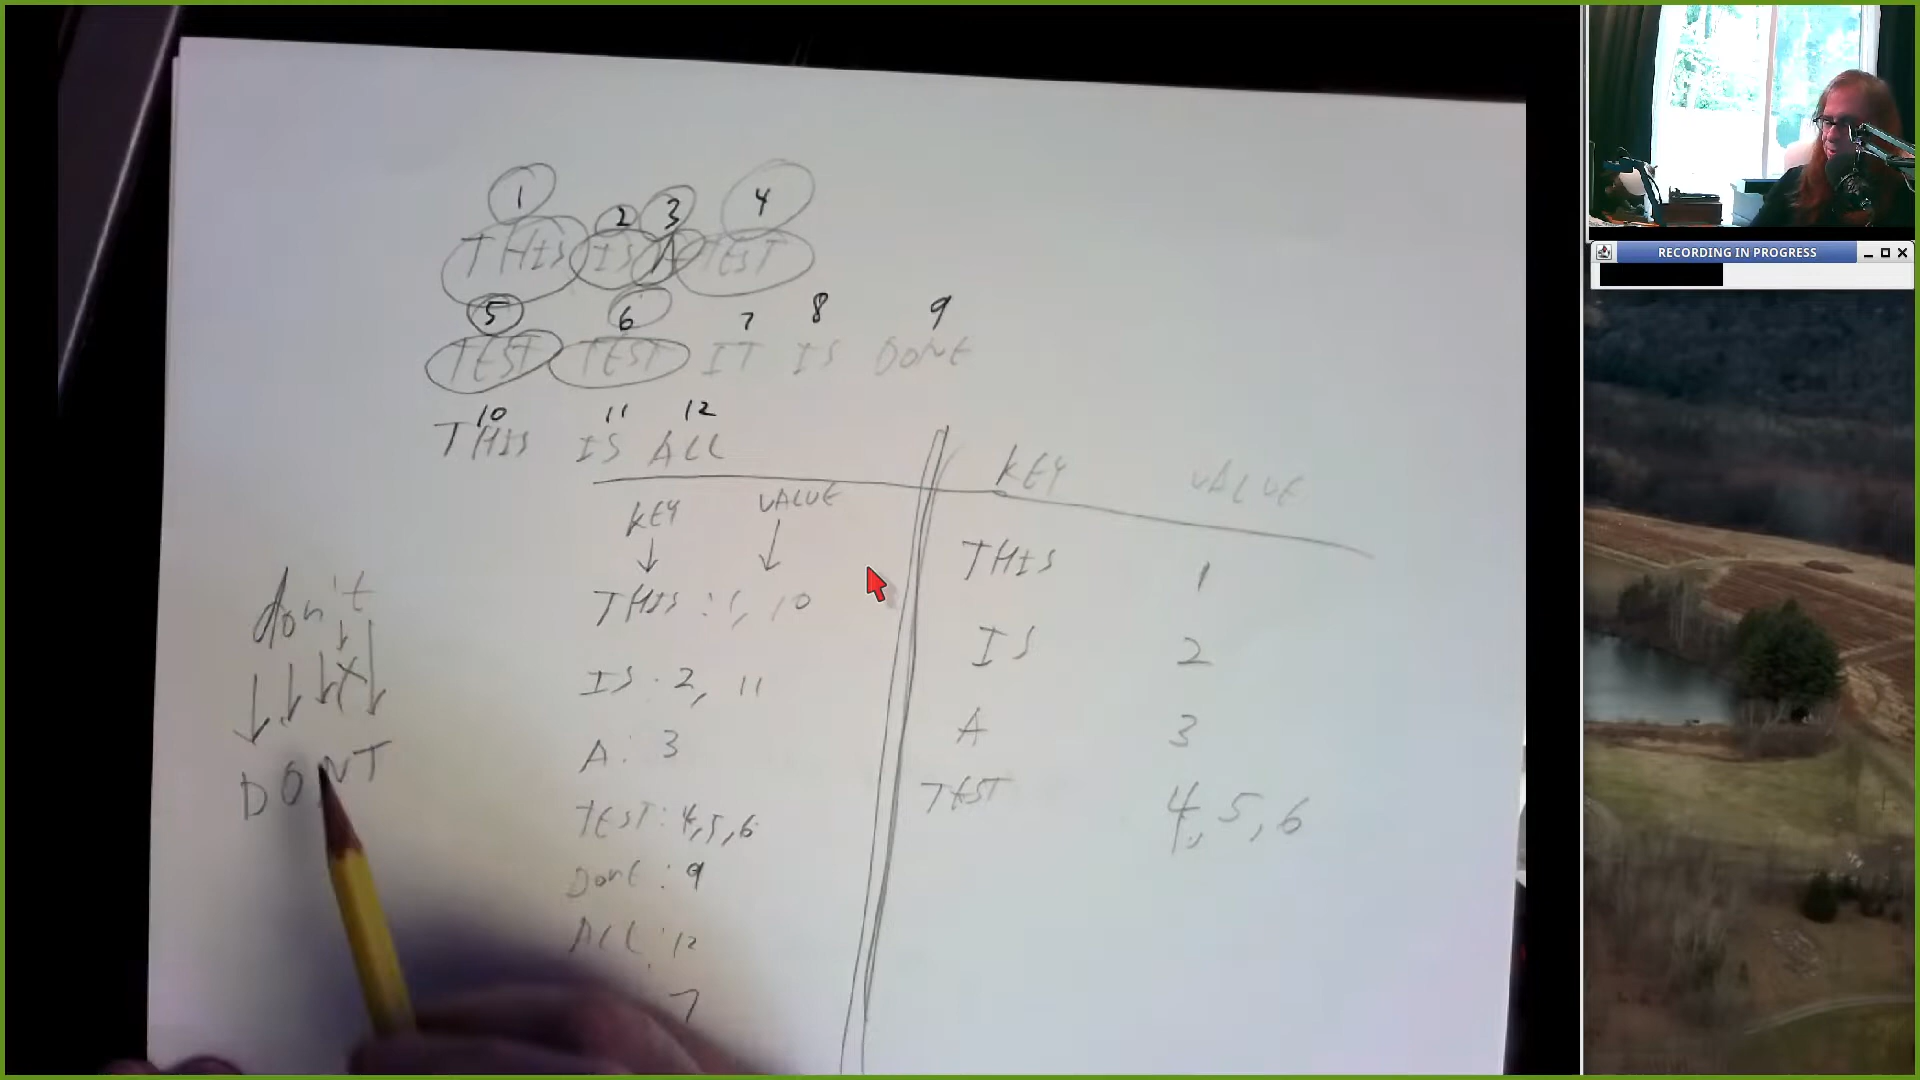 1 2 3 4
THIS IS A TEST
5 6 7 8 9
TEST TEST IT IS DONE
10 11 12
THIS IS ALL
KEY VALUE
THIS : 1, 10
IS : 2, 11
A : 3
TEST : 4, 5, 6
DONE : 9
ALL : 12
7
KEY VALUE
THIS 1
IS 2
A 3
TEST 4, 5, 6
don't
DONT
RECORDING IN PROGRESS